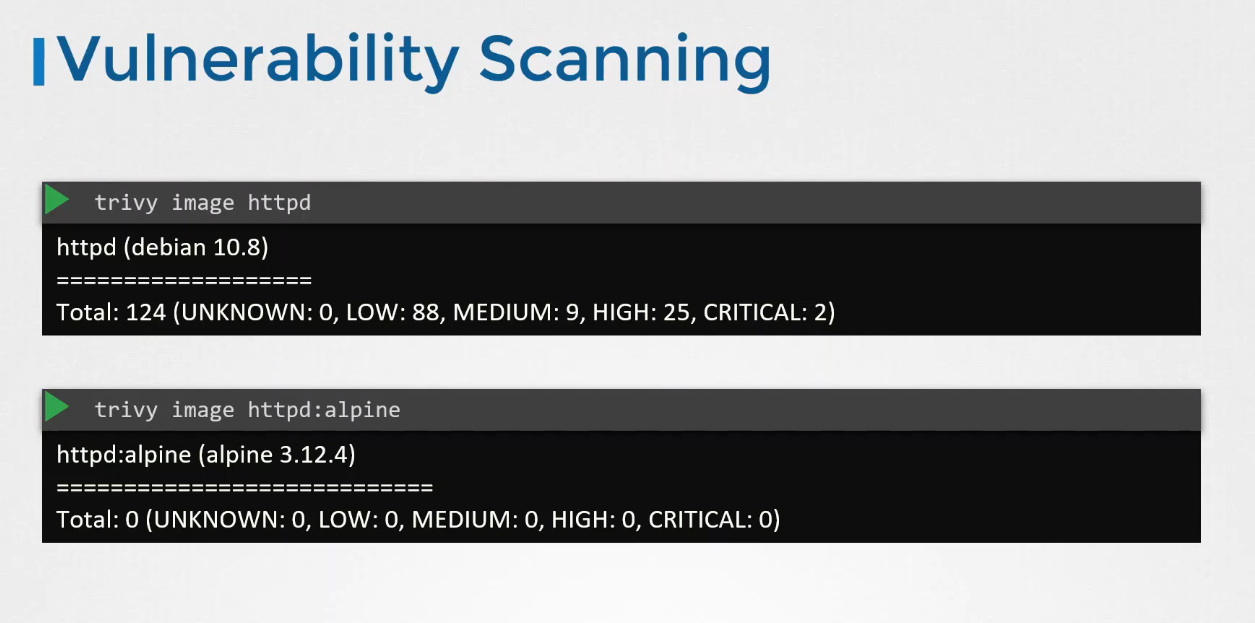 Vulnerability Scanning
trivy image httpd
httpd (debian 10.8)
===================
Total: 124 (UNKNOWN: 0, LOW: 88, MEDIUM: 9, HIGH: 25, CRITICAL: 2)
trivy image httpd:alpine
httpd:alpine (alpine 3.12.4)
============================
Total: 0 (UNKNOWN: 0, LOW: 0, MEDIUM: 0, HIGH: 0, CRITICAL: 0)